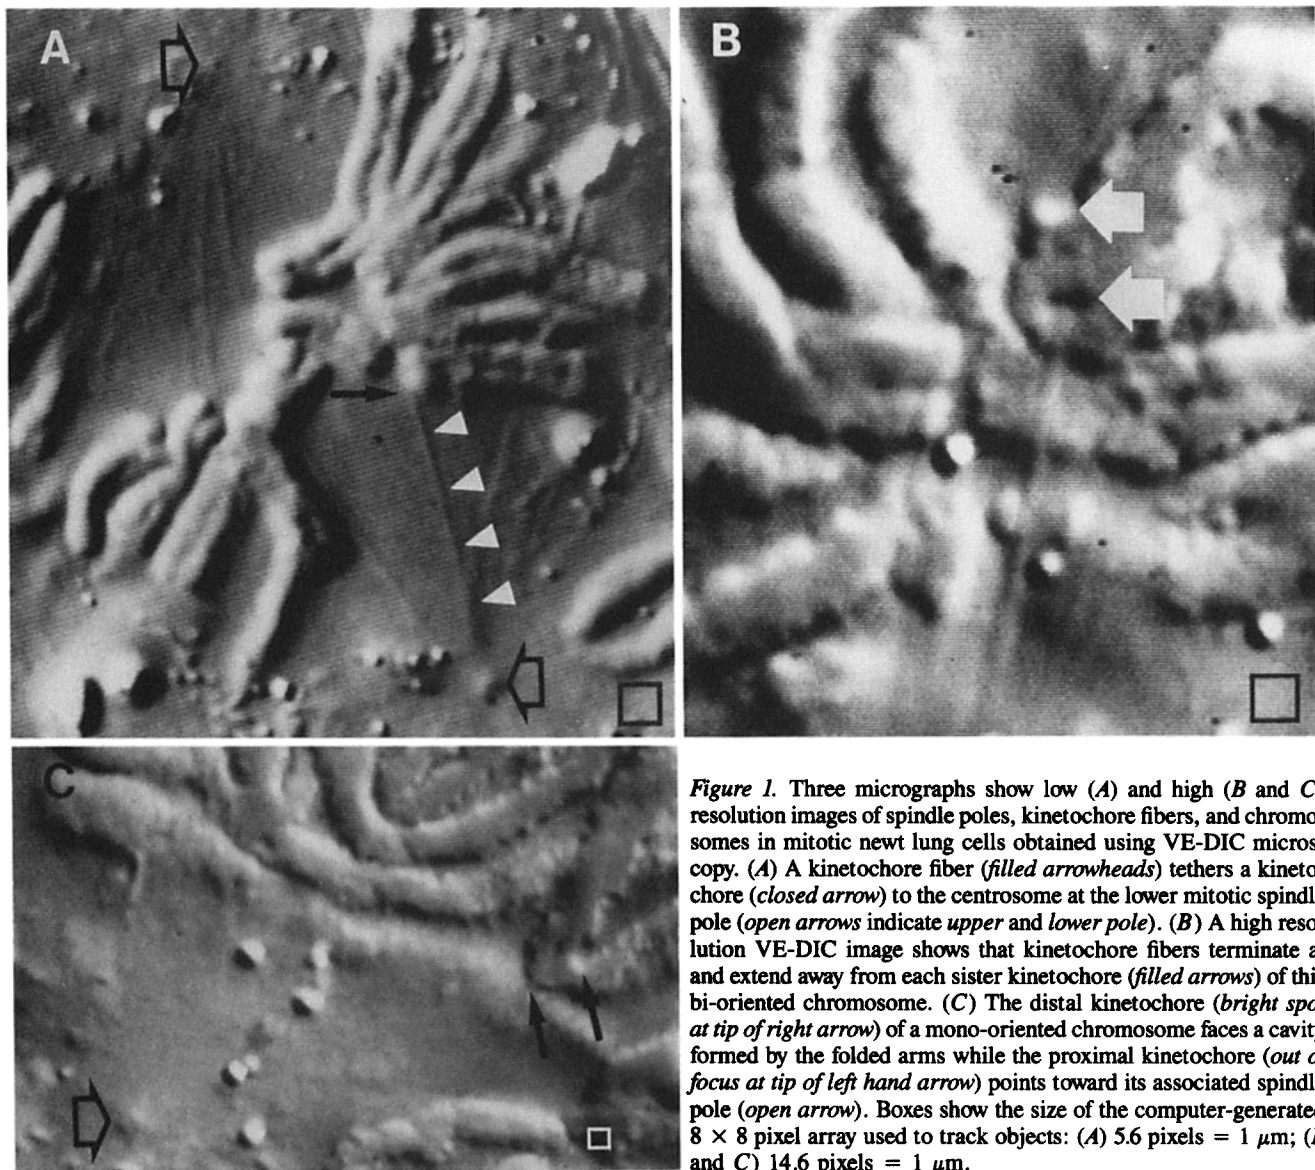 A
B
C
Figure 1. Three micrographs show low (A) and high (B and C
resolution images of spindle poles, kinetochore fibers, and chromo
somes in mitotic newt lung cells obtained using VE-DIC micros
copy. (A) A kinetochore fiber (filled arrowheads) tethers a kineto
chore (closed arrow) to the centrosome at the lower mitotic spindl
pole (open arrows indicate upper and lower pole). (B) A high reso
lution VE-DIC image shows that kinetochore fibers terminate a
and extend away from each sister kinetochore (filled arrows) of thi
bi-oriented chromosome. (C) The distal kinetochore (bright spo
at tip of right arrow) of a mono-oriented chromosome faces a cavit
formed by the folded arms while the proximal kinetochore (out o
focus at tip of left hand arrow) points toward its associated spindl
pole (open arrow). Boxes show the size of the computer-generate
8 × 8 pixel array used to track objects: (A) 5.6 pixels = 1 μm; (
and C) 14.6 pixels = 1 μm.